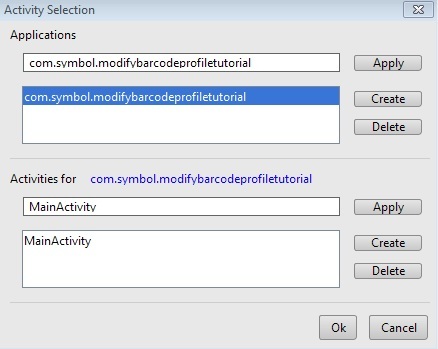 Activity Selection
Applications
com.symbol.modifybarcodeprofiletutorial
Apply
com.symbol.modifybarcodeprofiletutorial
Create
Delete
Activities for com.symbol.modifybarcodeprofiletutorial
MainActivity
Apply
MainActivity
Create
Delete
Ok
Cancel